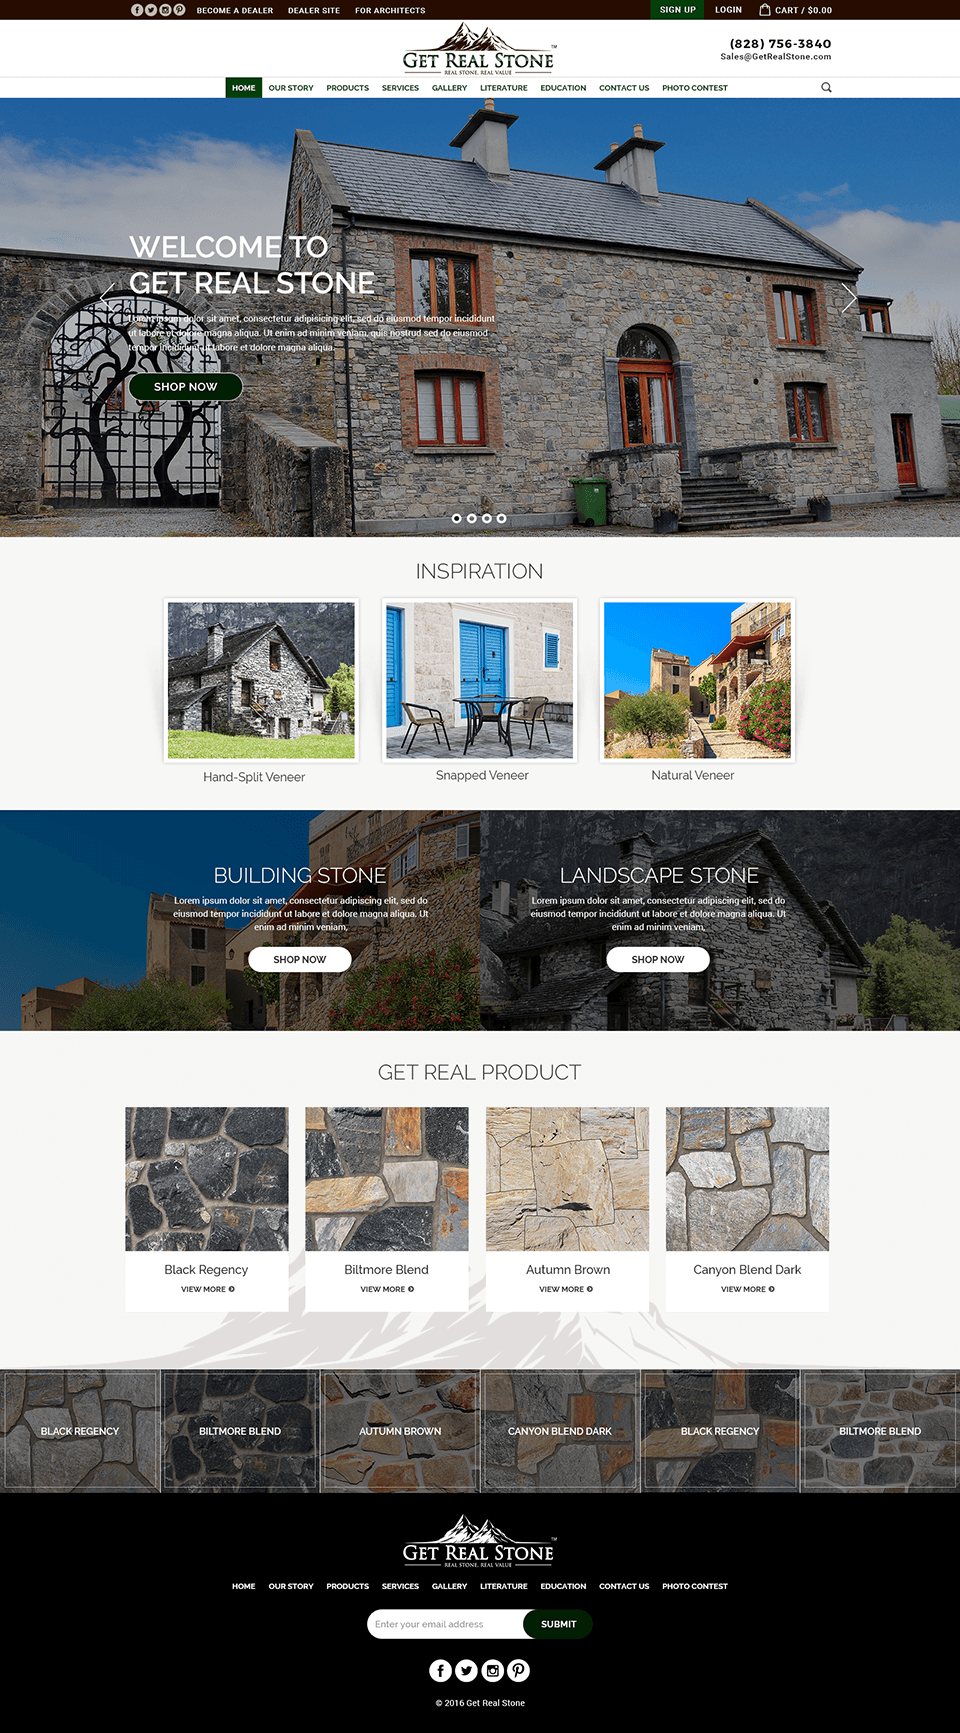 BECOME A DEALER DEALER SITE FOR ARCHITECTS SIGN UP LOGIN CART / $0.00
GET REAL STONE TM
REAL STONE, REAL VALUE
(828) 756-3840
Sales@GetRealStone.com
HOME OUR STORY PRODUCTS SERVICES GALLERY LITERATURE EDUCATION CONTACT US PHOTO CONTEST
WELCOME TO
GET REAL STONE
Lorem ipsum dolor sit amet, consectetur adipisicing elit, sed do eiusmod tempor incididunt
ut labore et dolore magna aliqua. Ut enim ad minim veniam, quis nostrud sed do eiusmod
tempor incididunt ut labore et dolore magna aliqua.
SHOP NOW
INSPIRATION
Hand-Split Veneer
Snapped Veneer
Natural Veneer
BUILDING STONE
Lorem ipsum dolor sit amet, consectetur adipiscing elit, sed do
eiusmod tempor incididunt ut labore et dolore magna aliqua. Ut
enim ad minim veniam,
SHOP NOW
LANDSCAPE STONE
Lorem ipsum dolor sit amet, consectetur adipiscing elit, sed do
eiusmod tempor incididunt ut labore et dolore magna aliqua. Ut
enim ad minim veniam,
SHOP NOW
GET REAL PRODUCT
Black Regency
VIEW MORE
Biltmore Blend
VIEW MORE
Autumn Brown
VIEW MORE
Canyon Blend Dark
VIEW MORE
BLACK REGENCY
BILTMORE BLEND
AUTUMN BROWN
CANYON BLEND DARK
BLACK REGENCY
BILTMORE BLEND
GET REAL STONE TM
REAL STONE, REAL VALUE
HOME OUR STORY PRODUCTS SERVICES GALLERY LITERATURE EDUCATION CONTACT US PHOTO CONTEST
Enter your email address SUBMIT
© 2016 Get Real Stone